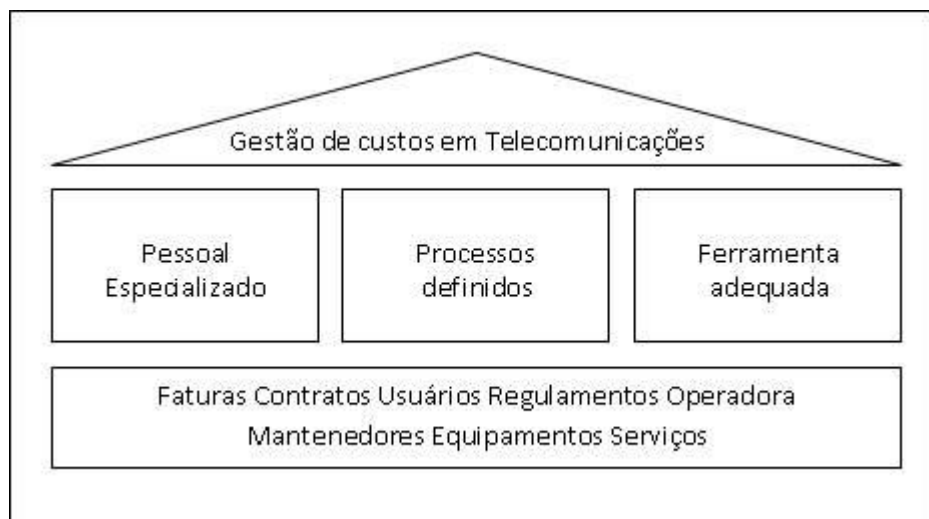 Gestão de custos em Telecomunicações
Pessoal
Especializado
Processos
definidos
Ferramenta
adequada
Faturas Contratos Usuários Regulamentos Operadora
Mantenedores Equipamentos Serviços